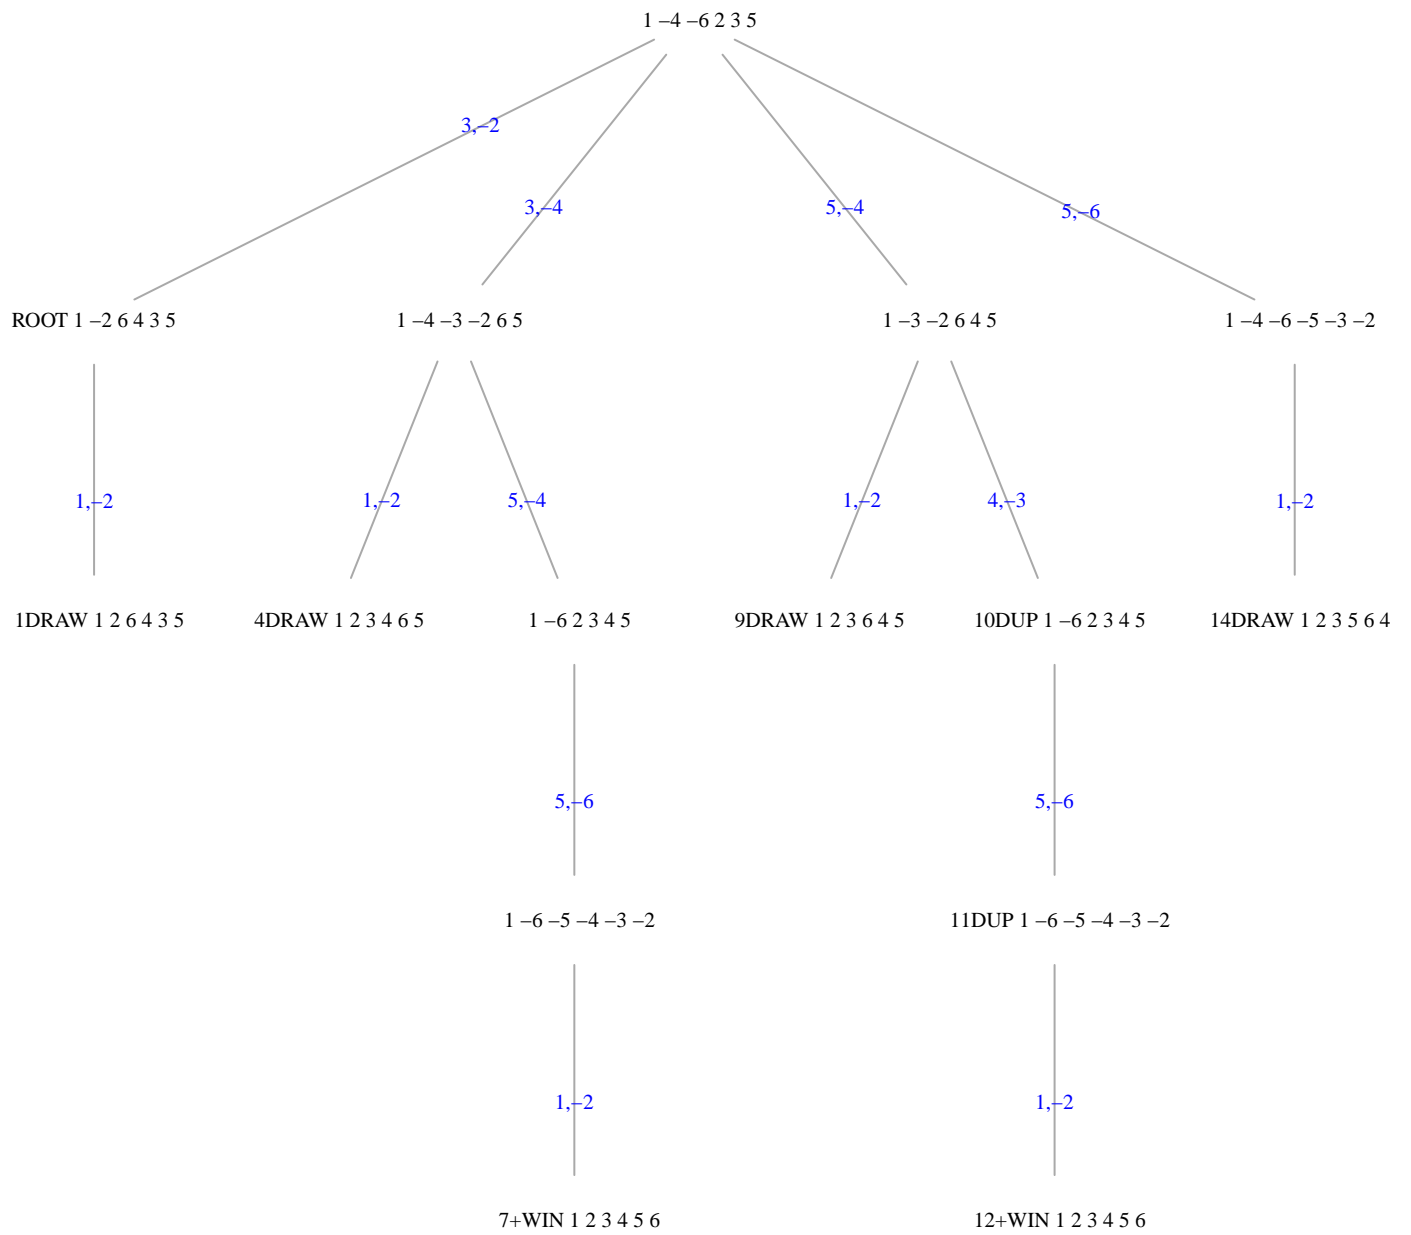 1 –4 –6 2 3 5
3,–2
3,–4
5,–4
5,–6
ROOT 1 –2 6 4 3 5
1 –4 –3 –2 6 5
1 –3 –2 6 4 5
1 –4 –6 –5 –3 –2
1,–2
1,–2
5,–4
1,–2
4,–3
1,–2
1DRAW 1 2 6 4 3 5
4DRAW 1 2 3 4 6 5
1 –6 2 3 4 5
9DRAW 1 2 3 6 4 5
10DUP 1 –6 2 3 4 5
14DRAW 1 2 3 5 6 4
5,–6
5,–6
1 –6 –5 –4 –3 –2
11DUP 1 –6 –5 –4 –3 –2
1,–2
1,–2
7+WIN 1 2 3 4 5 6
12+WIN 1 2 3 4 5 6